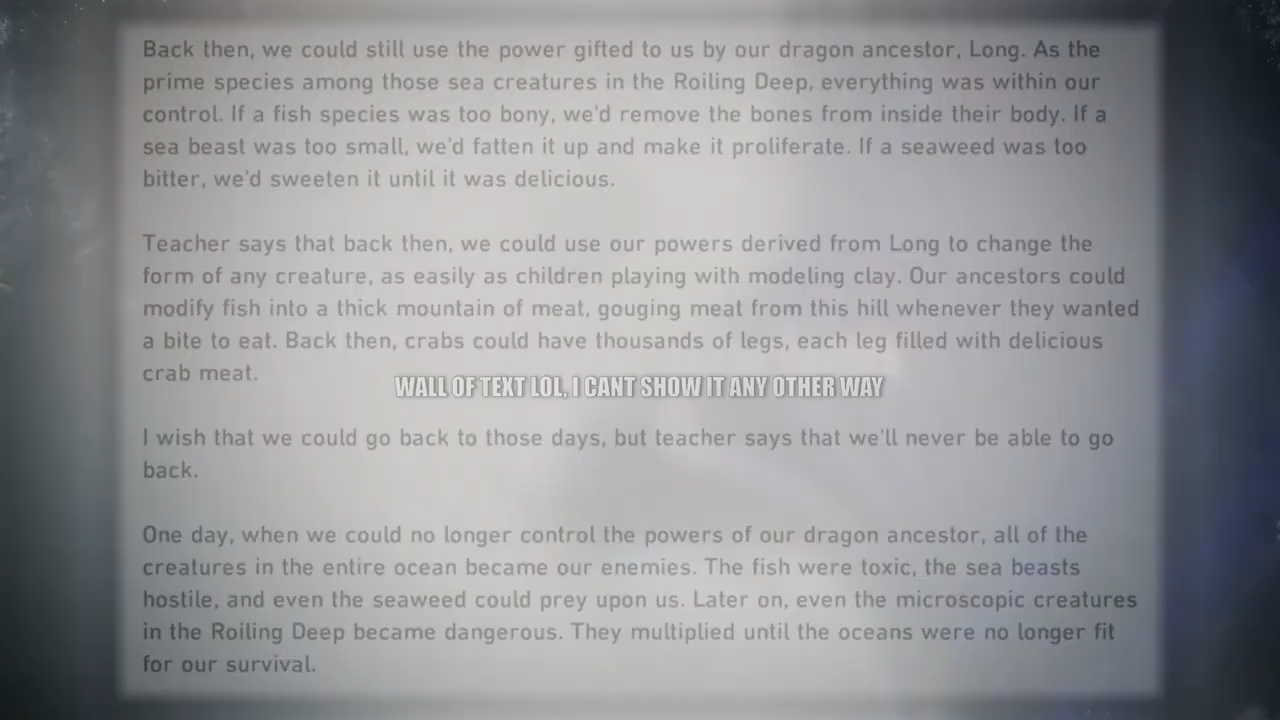 Back then, we could still use the power gifted to us by our dragon ancestor, Long. As the
prime species among those sea creatures in the Roiling Deep, everything was within our
control. If a fish species was too bony, we'd remove the bones from inside their body. If a
sea beast was too small, we'd fatten it up and make it proliferate. If a seaweed was too
bitter, we'd sweeten it until it was delicious.
Teacher says that back then, we could use our powers derived from Long to change the
form of any creature, as easily as children playing with modeling clay. Our ancestors could
modify fish into a thick mountain of meat, gouging meat from this hill whenever they wanted
a bite to eat. Back then, crabs could have thousands of legs, each leg filled with delicious
crab meat.
WALL OF TEXT LOL, I CANT SHOW IT ANY OTHER WAY
I wish that we could go back to those days, but teacher says that we'll never be able to go
back.
One day, when we could no longer control the powers of our dragon ancestor, all of the
creatures in the entire ocean became our enemies. The fish were toxic, the sea beasts
hostile, and even the seaweed could prey upon us. Later on, even the microscopic creatures
in the Roiling Deep became dangerous. They multiplied until the oceans were no longer fit
for our survival.